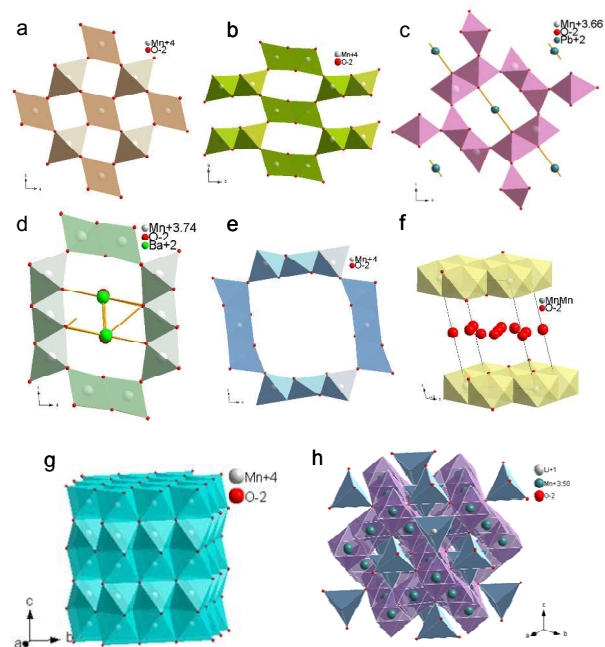 a
Mn+4
O-2
b
Mn+4
O-2
c
Mn+3.66
O-2
Pb+2
d
Mn+3.74
O-2
Ba+2
e
Mn+4
O-2
f
MnMn
O-2
g
Mn+4
O-2
c
a
b
h
Li+1
Mn+3.50
O-2
c
a
b